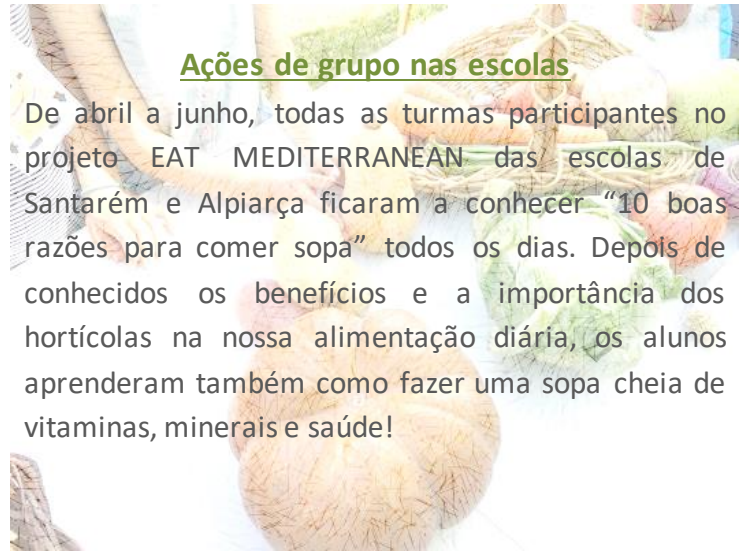 Ações de grupo nas escolas
De abril a junho, todas as turmas participantes no
projeto EAT MEDITERRANEAN das escolas de
Santarém e Alpiarça ficaram a conhecer “10 boas
razões para comer sopa” todos os dias. Depois de
conhecidos os benefícios e a importância dos
hortícolas na nossa alimentação diária, os alunos
aprenderam também como fazer uma sopa cheia de
vitaminas, minerais e saúde!